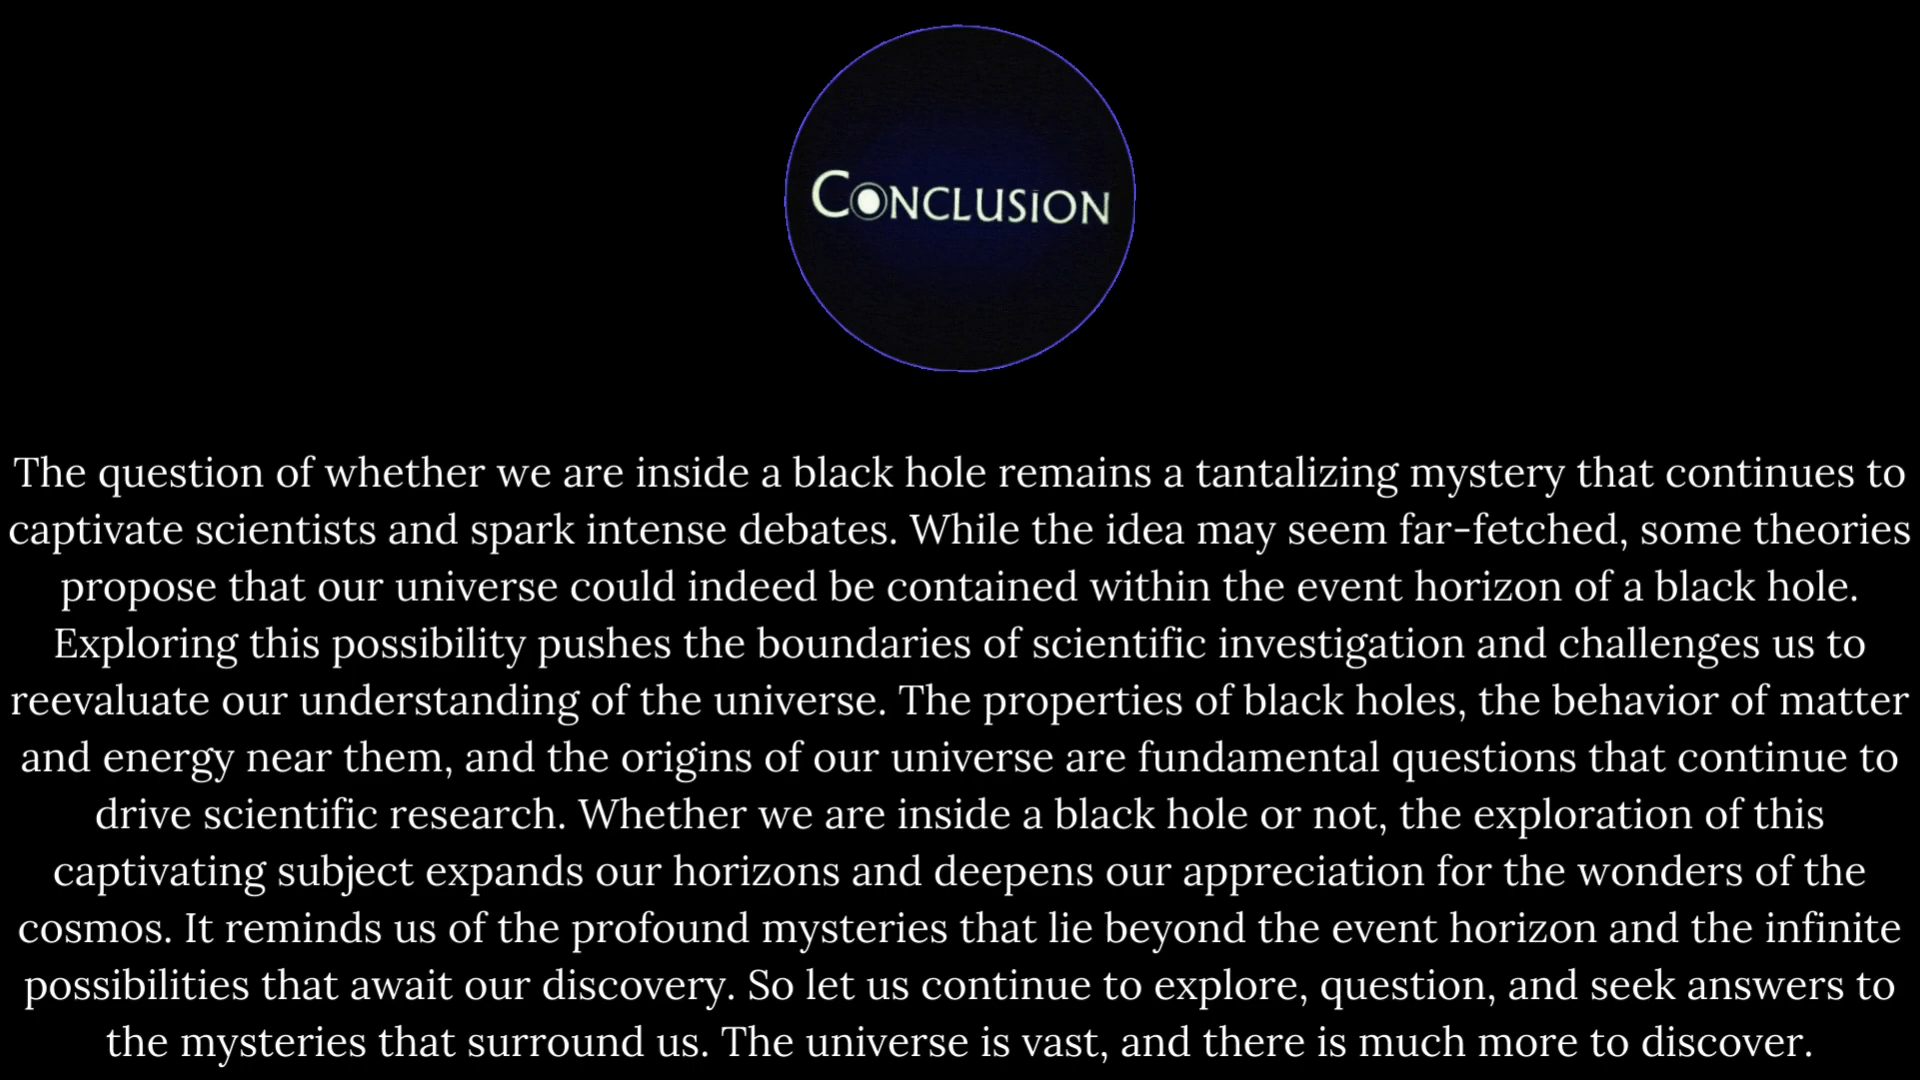 CONCLUSION
The question of whether we are inside a black hole remains a tantalizing mystery that continues to
captivate scientists and spark intense debates. While the idea may seem far-fetched, some theories
propose that our universe could indeed be contained within the event horizon of a black hole.
Exploring this possibility pushes the boundaries of scientific investigation and challenges us to
reevaluate our understanding of the universe. The properties of black holes, the behavior of matter
and energy near them, and the origins of our universe are fundamental questions that continue to
drive scientific research. Whether we are inside a black hole or not, the exploration of this
captivating subject expands our horizons and deepens our appreciation for the wonders of the
cosmos. It reminds us of the profound mysteries that lie beyond the event horizon and the infinite
possibilities that await our discovery. So let us continue to explore, question, and seek answers to
the mysteries that surround us. The universe is vast, and there is much more to discover.